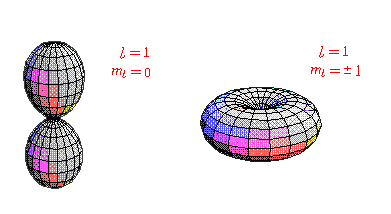 l = 1
m_l = 0
l = 1
m_l = ± 1